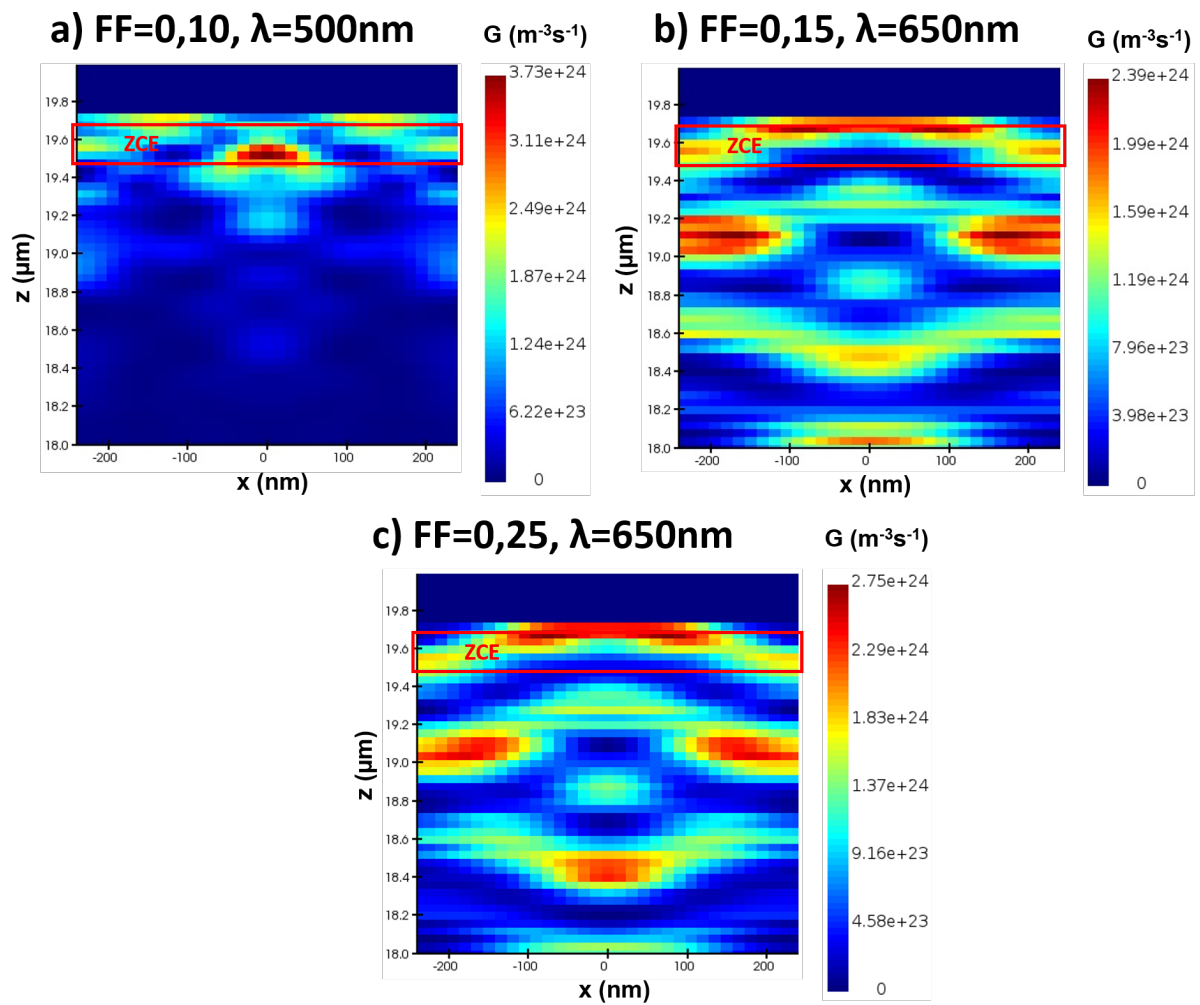 a) FF=0,10, λ=500nm
G (m-3s-1)
3.73e+24
3.11e+24
2.49e+24
1.87e+24
1.24e+24
6.22e+23
0
19.8
19.6
19.4
19.2
19.0
18.8
18.6
18.4
18.2
18.0
z (µm)
ZCE
-200
-100
0
100
200
x (nm)
b) FF=0,15, λ=650nm
G (m-3s-1)
2.39e+24
1.99e+24
1.59e+24
1.19e+24
7.96e+23
3.98e+23
0
19.8
19.6
19.4
19.2
19.0
18.8
18.6
18.4
18.2
18.0
z (µm)
ZCE
-200
-100
0
100
200
x (nm)
c) FF=0,25, λ=650nm
G (m-3s-1)
2.75e+24
2.29e+24
1.83e+24
1.37e+24
9.16e+23
4.58e+23
0
19.8
19.6
19.4
19.2
19.0
18.8
18.6
18.4
18.2
18.0
z (µm)
ZCE
-200
-100
0
100
200
x (nm)